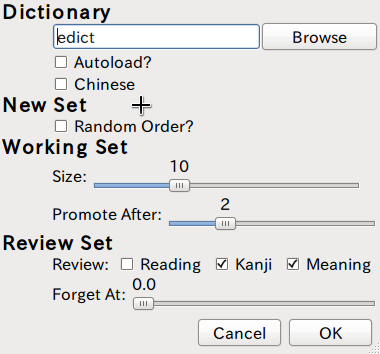 Dictionary
edict Browse
Autoload?
Chinese
New Set
Random Order?
Working Set
10
Size:
2
Promote After:
Review Set
Review: Reading Kanji Meaning
0.0
Forget At:
Cancel OK